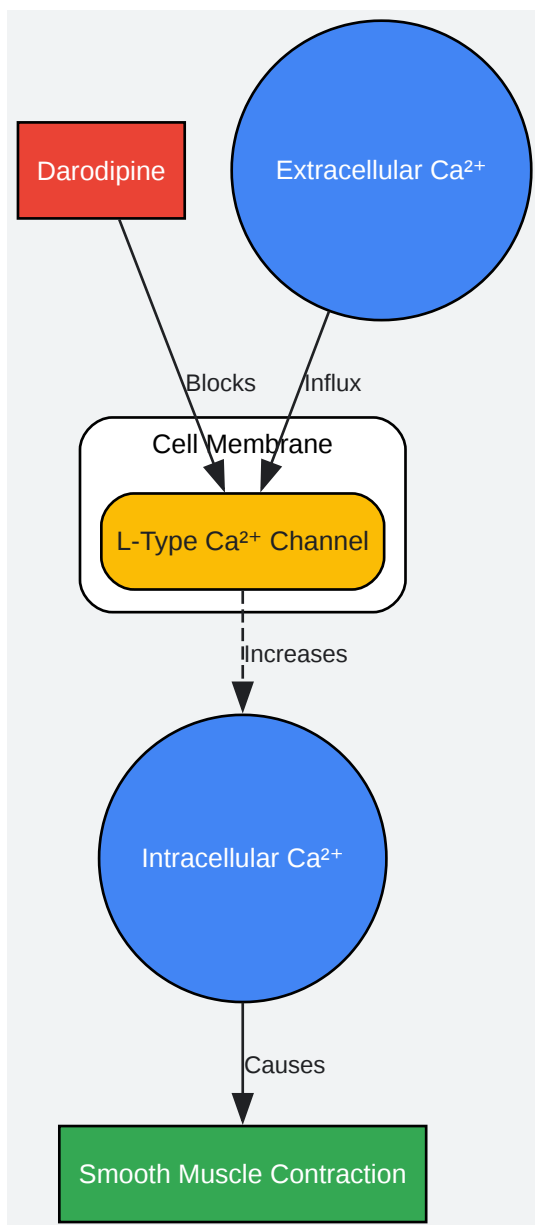 Darodipine
Extracellular Ca²⁺
Blocks
Influx
Cell Membrane
L-Type Ca²⁺ Channel
Increases
Intracellular Ca²⁺
Causes
Smooth Muscle Contraction